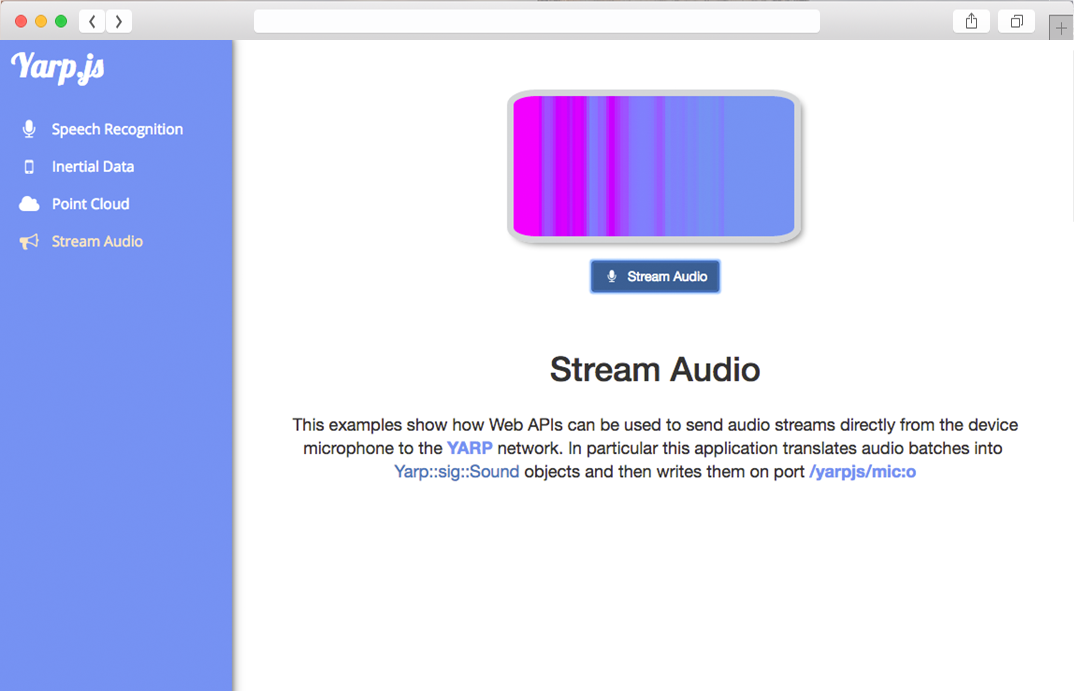 Yarp.js
Speech Recognition
Inertial Data
Point Cloud
Stream Audio
Stream Audio
Stream Audio
This examples show how Web APIs can be used to send audio streams directly from the device
microphone to the YARP network. In particular this application translates audio batches into
Yarp::sig::Sound objects and then writes them on port /yarpjs/mic:o